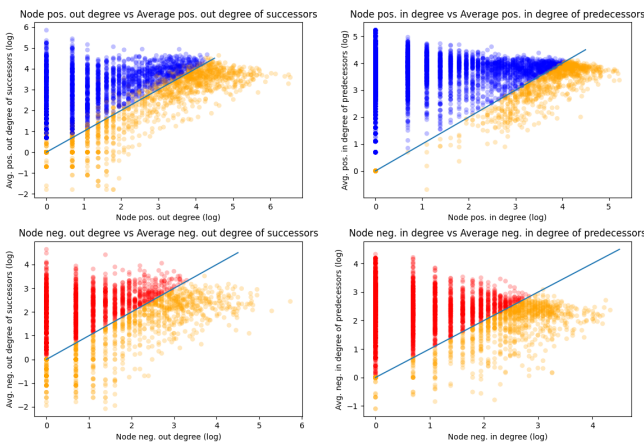 Node pos. out degree vs Average pos. out degree of successors
Avg. pos. out degree of successors (log)
6
5
4
3
2
1
0
−1
−2
0 1 2 3 4 5 6
Node pos. out degree (log)
Node pos. in degree vs Average pos. in degree of predecessors
Avg. pos. in degree of predecessors (log)
5
4
3
2
1
0
0 1 2 3 4 5
Node pos. in degree (log)
Node neg. out degree vs Average neg. out degree of successors
Avg. neg. out degree of successors (log)
4
3
2
1
0
−1
−2
0 1 2 3 4 5 6
Node neg. out degree (log)
Node neg. in degree vs Average neg. in degree of predecessors
Avg. neg. in degree of predecessors (log)
4
3
2
1
0
−1
0 1 2 3 4
Node neg. in degree (log)